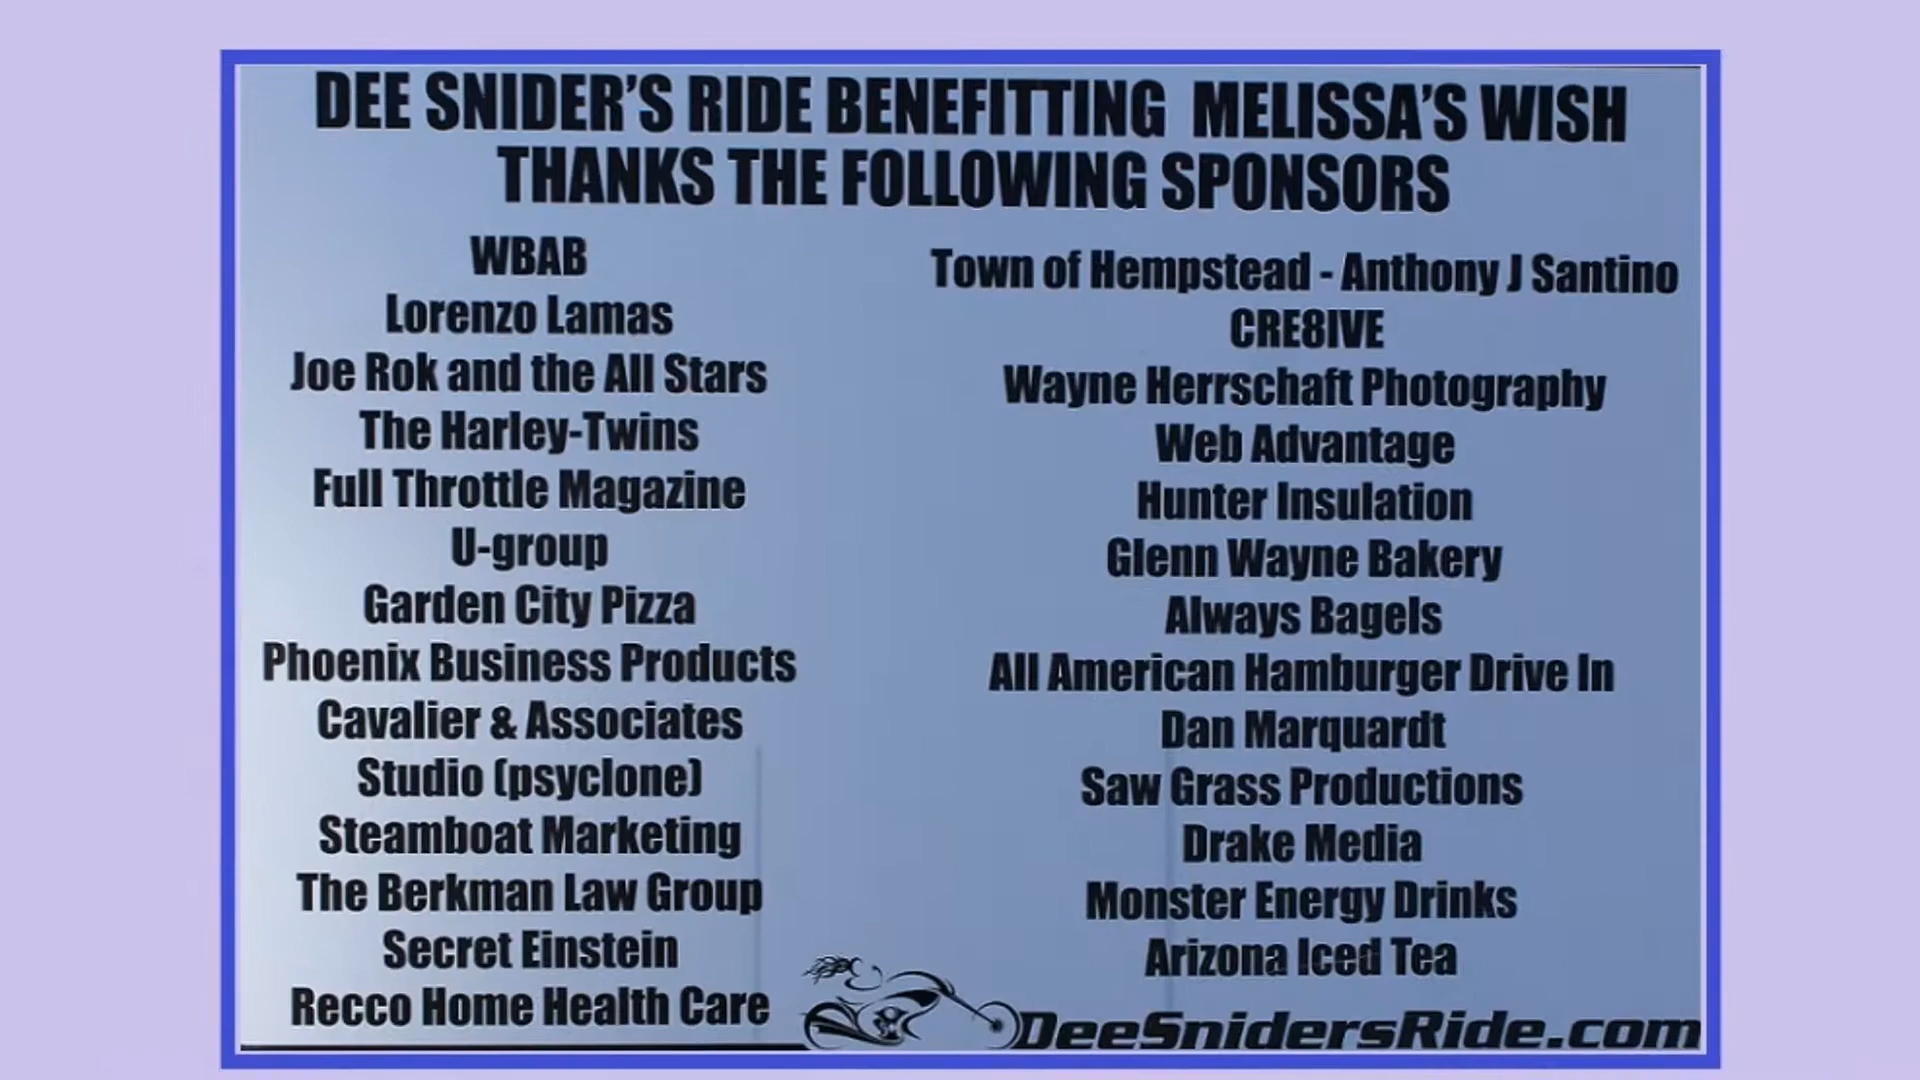 DEE SNIDER'S RIDE BENEFITTING MELISSA'S WISH
THANKS THE FOLLOWING SPONSORS
WBAB
Lorenzo Lamas
Joe Rok and the All Stars
The Harley-Twins
Full Throttle Magazine
U-group
Garden City Pizza
Phoenix Business Products
Cavalier & Associates
Studio (psyclone)
Steamboat Marketing
The Berkman Law Group
Secret Einstein
Recco Home Health Care
Town of Hempstead - Anthony J Santino
CRE8IVE
Wayne Herrschaft Photography
Web Advantage
Hunter Insulation
Glenn Wayne Bakery
Always Bagels
All American Hamburger Drive In
Dan Marquardt
Saw Grass Productions
Drake Media
Monster Energy Drinks
Arizona Iced Tea
DeeSnidersRide.com